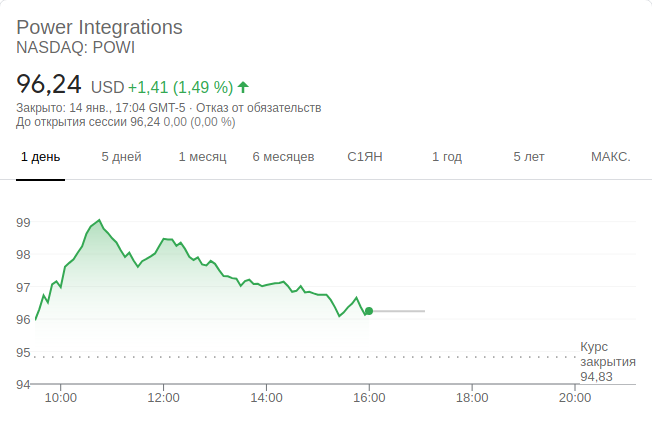 Power Integrations
NASDAQ: POWI
96,24 USD +1,41 (1,49 %)
Закрыто: 14 янв., 17:04 GMT-5 · Отказ от обязательств
До открытия сессии 96,24 0,00 (0,00 %)
1 день 5 дней 1 месяц 6 месяцев С1ЯН 1 год 5 лет МАКС.
99
98
97
96
95
Курс
закрытия
94,83
94
10:00 12:00 14:00 16:00 18:00 20:00